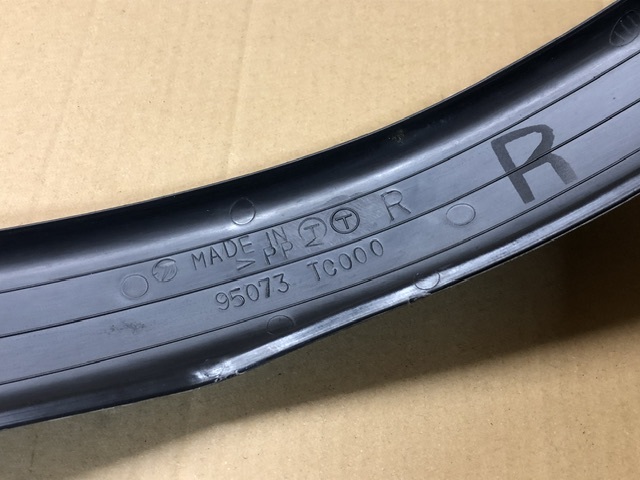 R
MADE IN T T R
>PP<
95073 TC000